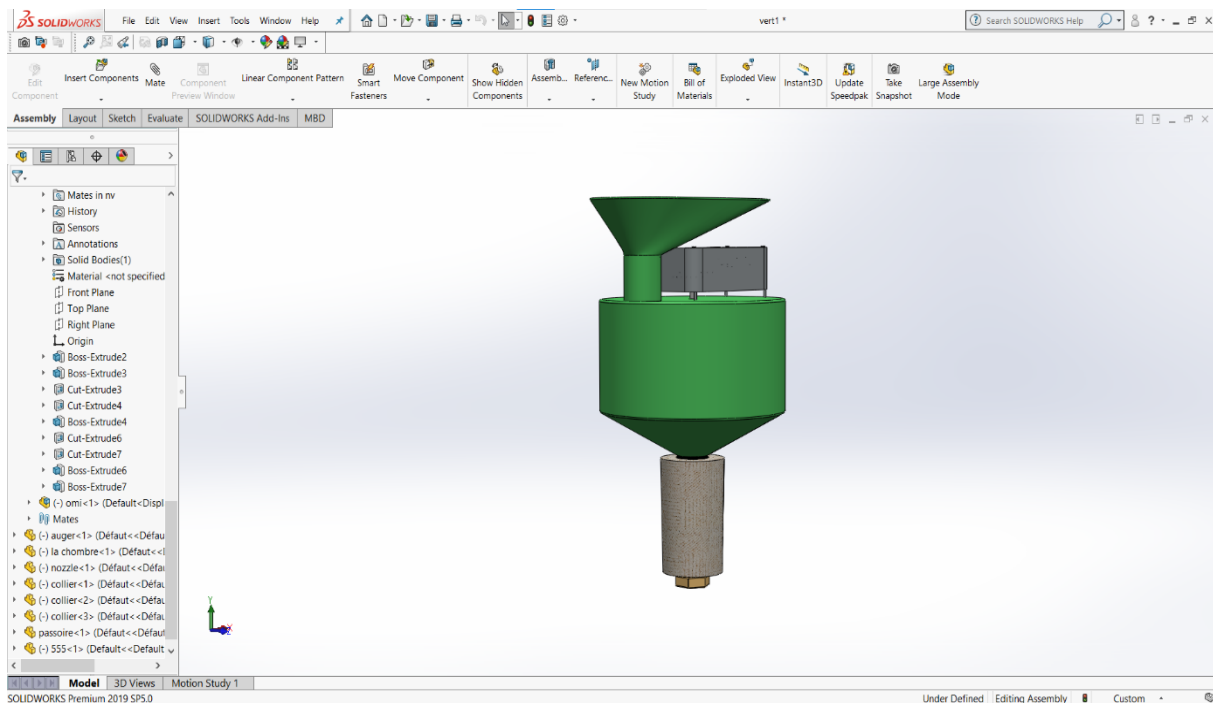 SOLIDWORKS File Edit View Insert Tools Window Help vert1 * Search SOLIDWORKS Help ?
Edit Component
Insert Components
Mate
Component Preview Window
Linear Component Pattern
Smart Fasteners
Move Component
Show Hidden Components
Assemb...
Referenc...
New Motion Study
Bill of Materials
Exploded View
Instant3D
Update Speedpak
Take Snapshot
Large Assembly Mode
Assembly Layout Sketch Evaluate SOLIDWORKS Add-Ins MBD
Mates in nv
History
Sensors
Annotations
Solid Bodies(1)
Material <not specified
Front Plane
Top Plane
Right Plane
Origin
Boss-Extrude2
Boss-Extrude3
Cut-Extrude3
Cut-Extrude4
Boss-Extrude4
Cut-Extrude6
Cut-Extrude7
Boss-Extrude6
Boss-Extrude7
(-) omi<1> (Default<Displ
Mates
(-) auger<1> (Défaut<<Défau
(-) la chombre<1> (Défaut<<
(-) nozzle<1> (Défaut<<Défau
(-) collier<1> (Défaut<<Défau
(-) collier<2> (Défaut<<Défau
(-) collier<3> (Défaut<<Défau
passoire<1> (Défaut<<Défaut
(-) 555<1> (Default<<Default
Y
Model 3D Views Motion Study 1
SOLIDWORKS Premium 2019 SP5.0 Under Defined Editing Assembly Custom